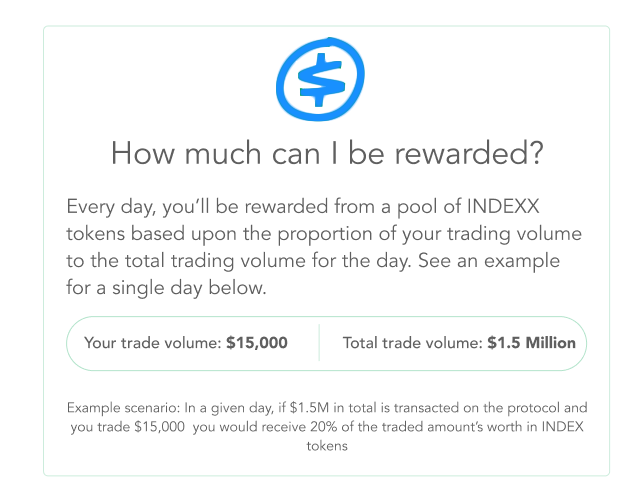 How much can I be rewarded?
Every day, you'll be rewarded from a pool of INDEXX
tokens based upon the proportion of your trading volume
to the total trading volume for the day. See an example
for a single day below.
Your trade volume: $15,000
Total trade volume: $1.5 Million
Example scenario: In a given day, if $1.5M in total is transacted on the protocol and
you trade $15,000  you would receive 20% of the traded amount's worth in INDEX
tokens